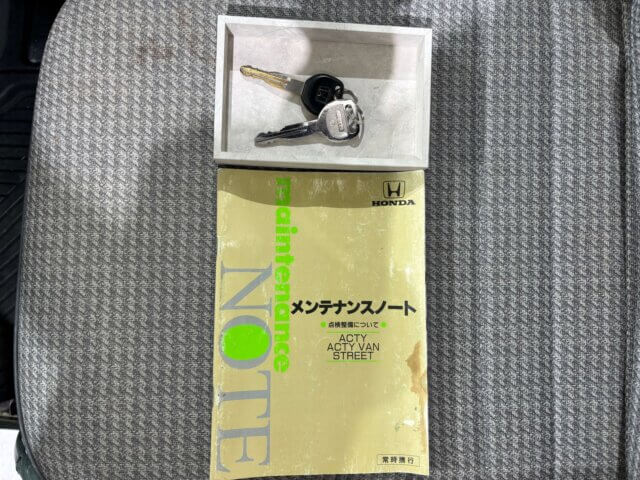 HONDA
maintenance
NOTE
メンテナンスノート
点検整備について
ACTY
ACTY VAN
STREET
常時携行